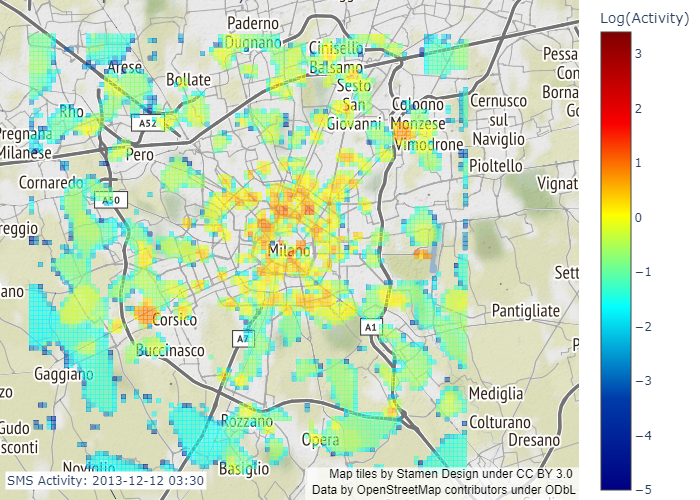 Log(Activity)
3
2
1
0
−1
−2
−3
−4
−5
Paderno
Dugnano
Cinisello
Balsamo
Arese
Bollate
Sesto
San
Giovanni
Pessa
Con
Borna
Go
Rho
A52
Cologno
Monzese
Cernusco
sul
Naviglio
Pregnana
Milanese
Pero
Vimodrone
Pioltello
Cornaredo
Vignat
A50
reggio
Milano
Sett
ano
Pantigliate
Corsico
A7
A1
Buccinasco
P
Gaggiano
zo
Mediglia
Rozzano
Colturano
Gudo
sconti
Opera
Dresano
Noviglio
Basiglio
SMS Activity: 2013-12-12 03:30
Map tiles by Stamen Design under CC BY 3.0
Data by OpenStreetMap contributors under ODbL